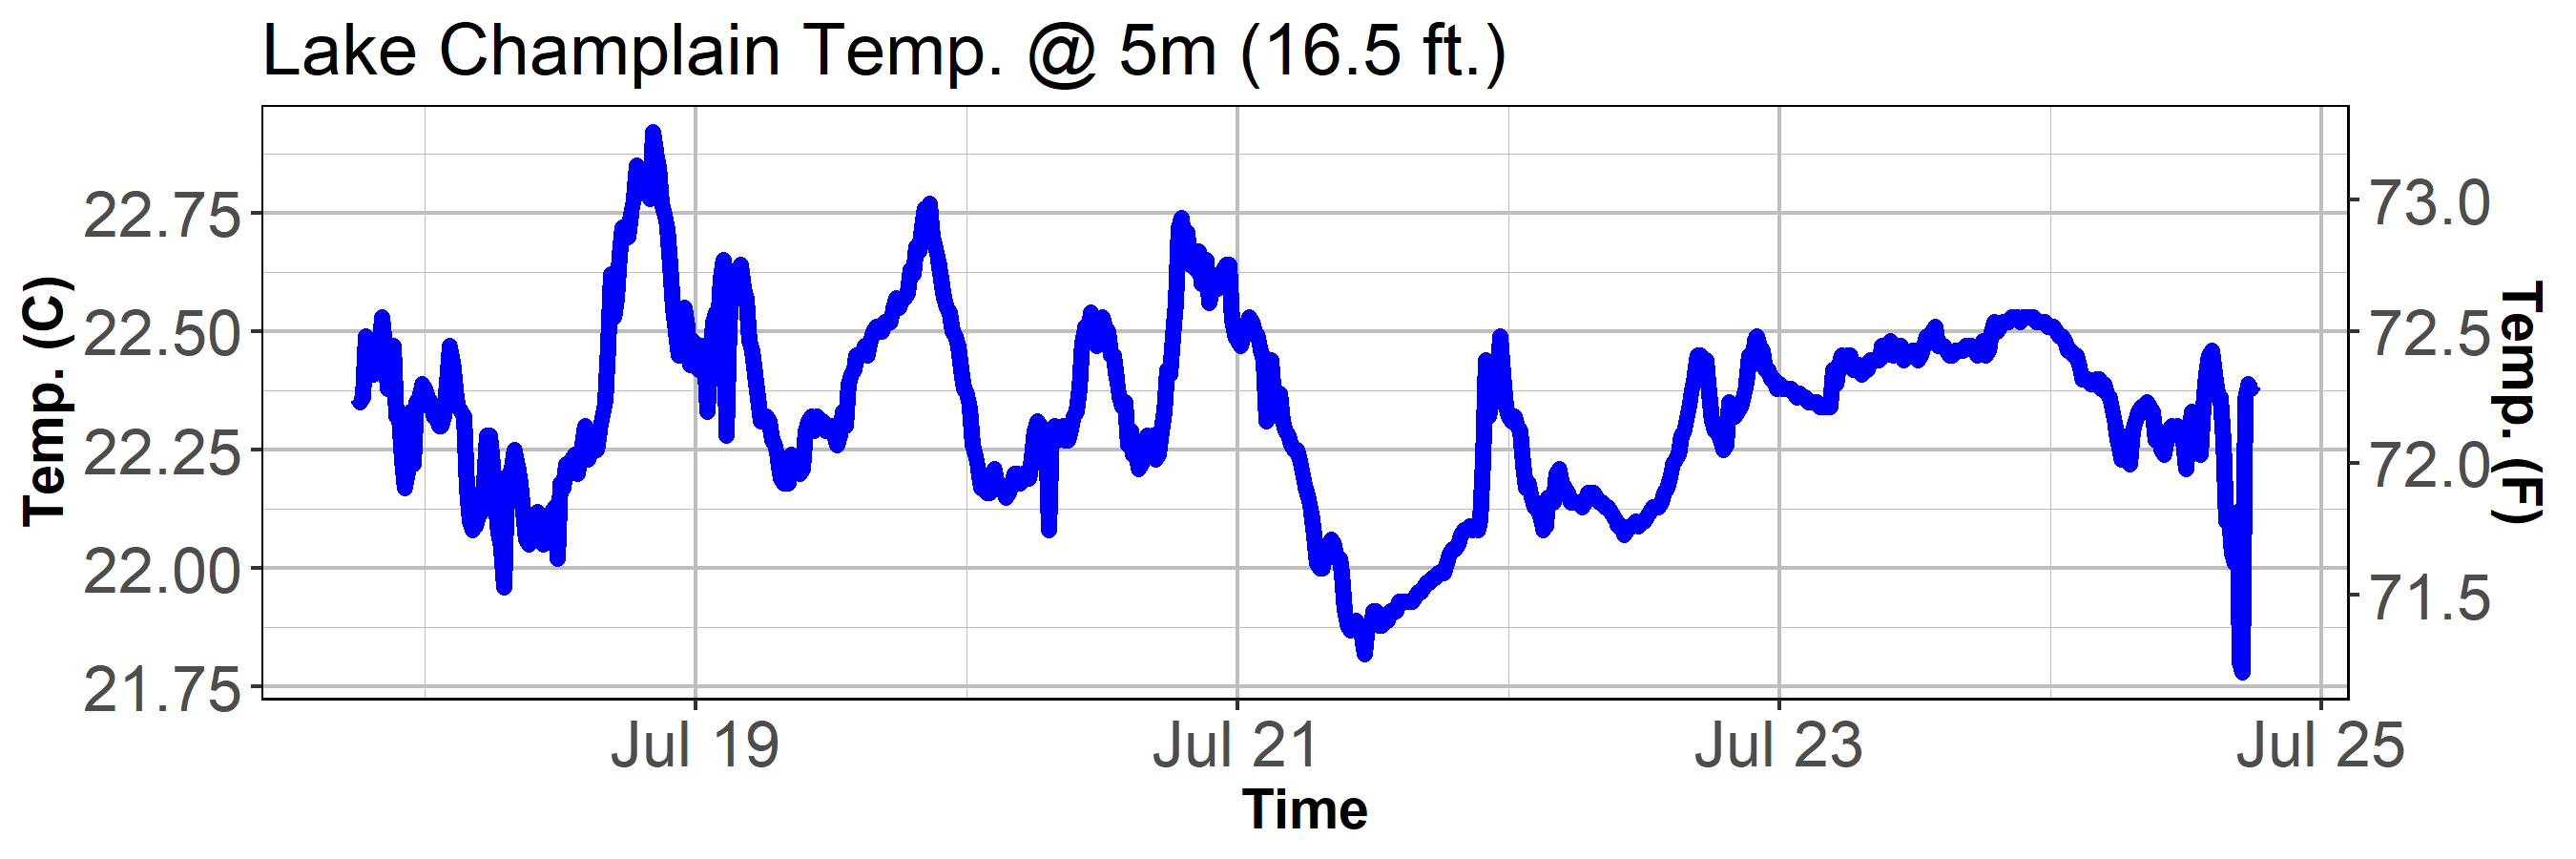 Lake Champlain Temp. @ 5m (16.5 ft.)
Temp. (C)
22.75
22.50
22.25
22.00
21.75
73.0
72.5
72.0
71.5
Temp. (F)
Jul 19 Jul 21 Jul 23 Jul 25
Time